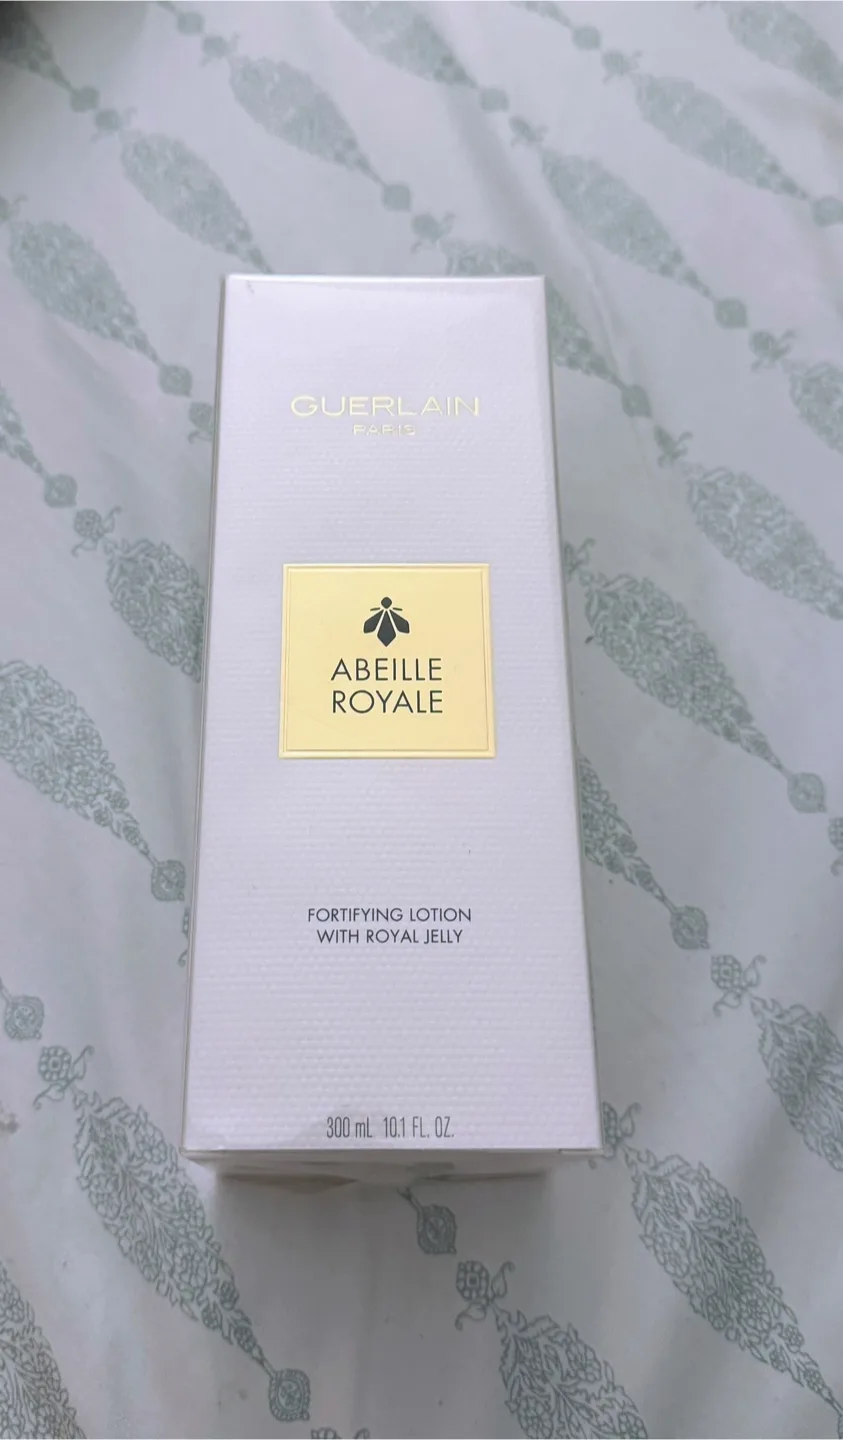 GUERLAIN
PARIS
ABEILLE
ROYALE
FORTIFYING LOTION
WITH ROYAL JELLY
300 mL 10.1 FL. OZ.